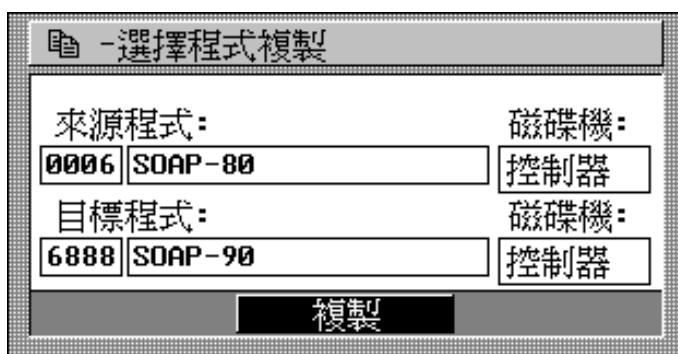 -選擇程式複製
來源程式: 磁碟機:
0006 SOAP-80 控制器
目標程式: 磁碟機:
6888 SOAP-90 控制器
複製